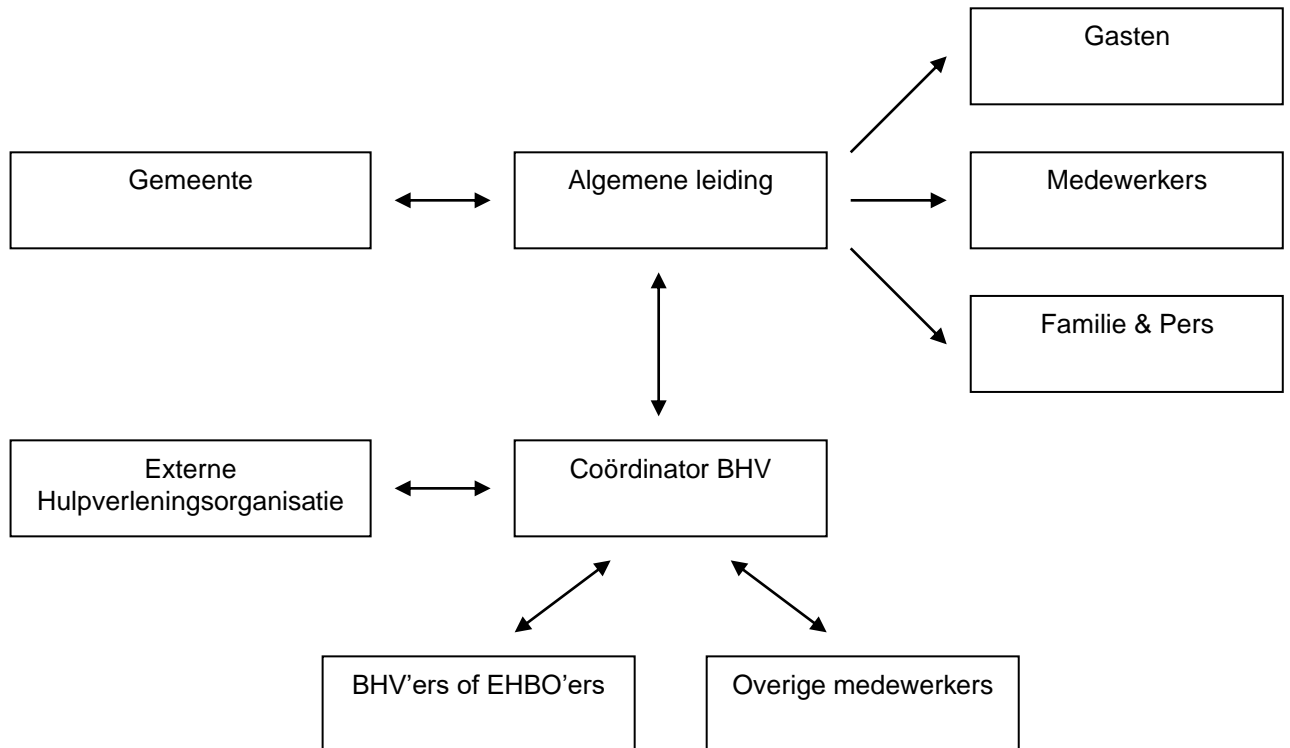 Gasten
Gemeente
Algemene leiding
Medewerkers
Familie & Pers
Externe
Hulpverleningsorganisatie
Coördinator BHV
BHV’ers of EHBO’ers
Overige medewerkers